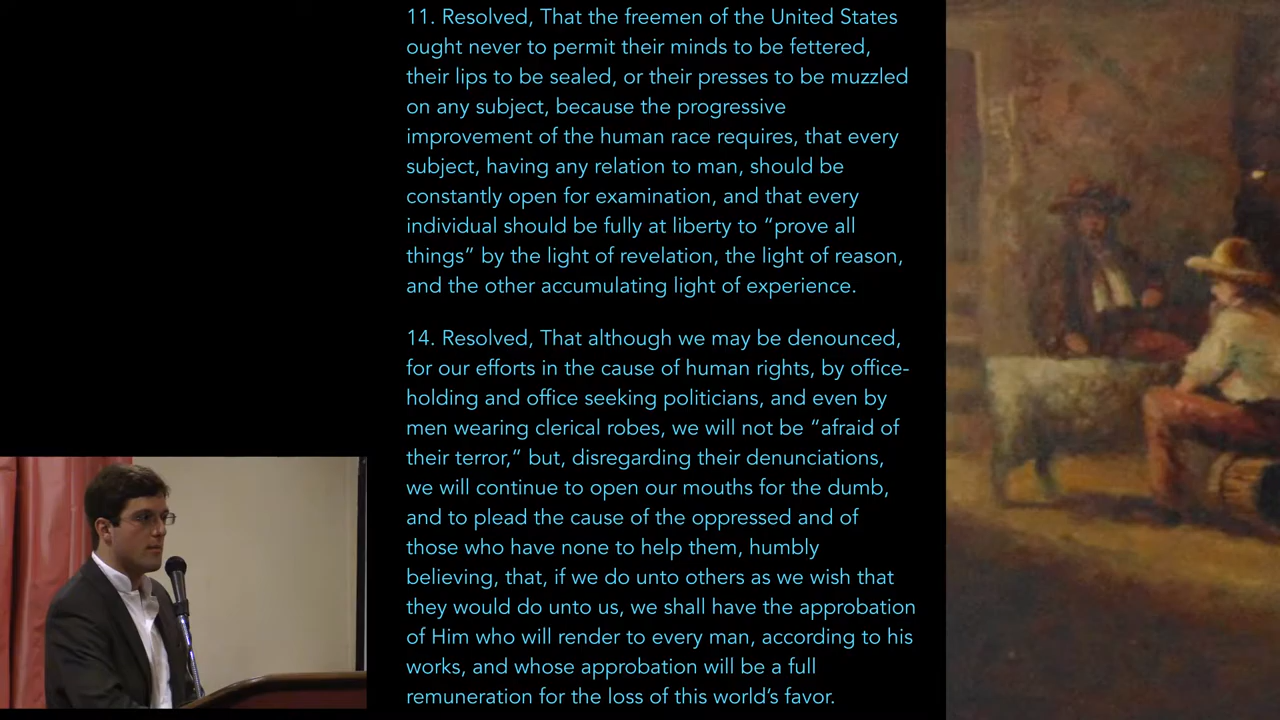 11. Resolved, That the freemen of the United States
ought never to permit their minds to be fettered,
their lips to be sealed, or their presses to be muzzled
on any subject, because the progressive
improvement of the human race requires, that every
subject, having any relation to man, should be
constantly open for examination, and that every
individual should be fully at liberty to “prove all
things” by the light of revelation, the light of reason,
and the other accumulating light of experience.
14. Resolved, That although we may be denounced,
for our efforts in the cause of human rights, by office-
holding and office seeking politicians, and even by
men wearing clerical robes, we will not be “afraid of
their terror,” but, disregarding their denunciations,
we will continue to open our mouths for the dumb,
and to plead the cause of the oppressed and of
those who have none to help them, humbly
believing, that, if we do unto others as we wish that
they would do unto us, we shall have the approbation
of Him who will render to every man, according to his
works, and whose approbation will be a full
remuneration for the loss of this world’s favor.